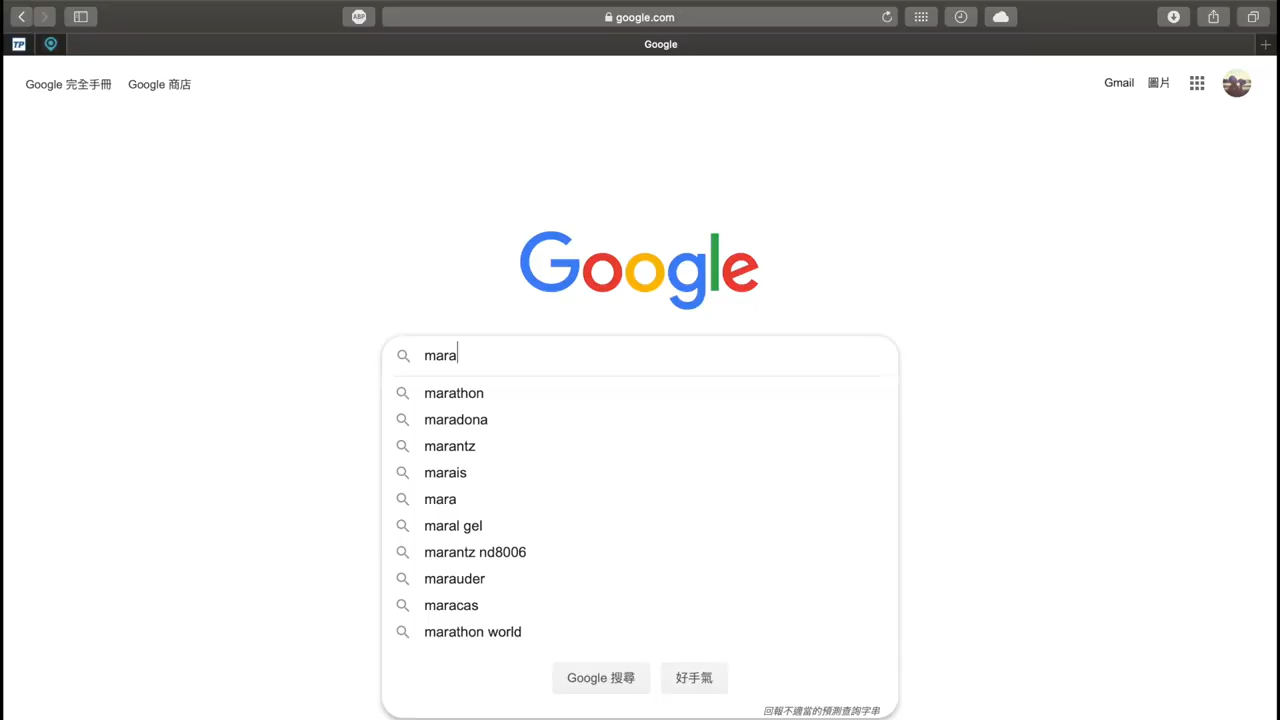 ABP
google.com
TP
Google
Google 完全手冊 Google 商店
Gmail 圖片
Google
mara
marathon
maradona
marantz
marais
mara
maral gel
marantz nd8006
marauder
maracas
marathon world
Google 搜尋 好手氣
回報不適當的預測查詢字串